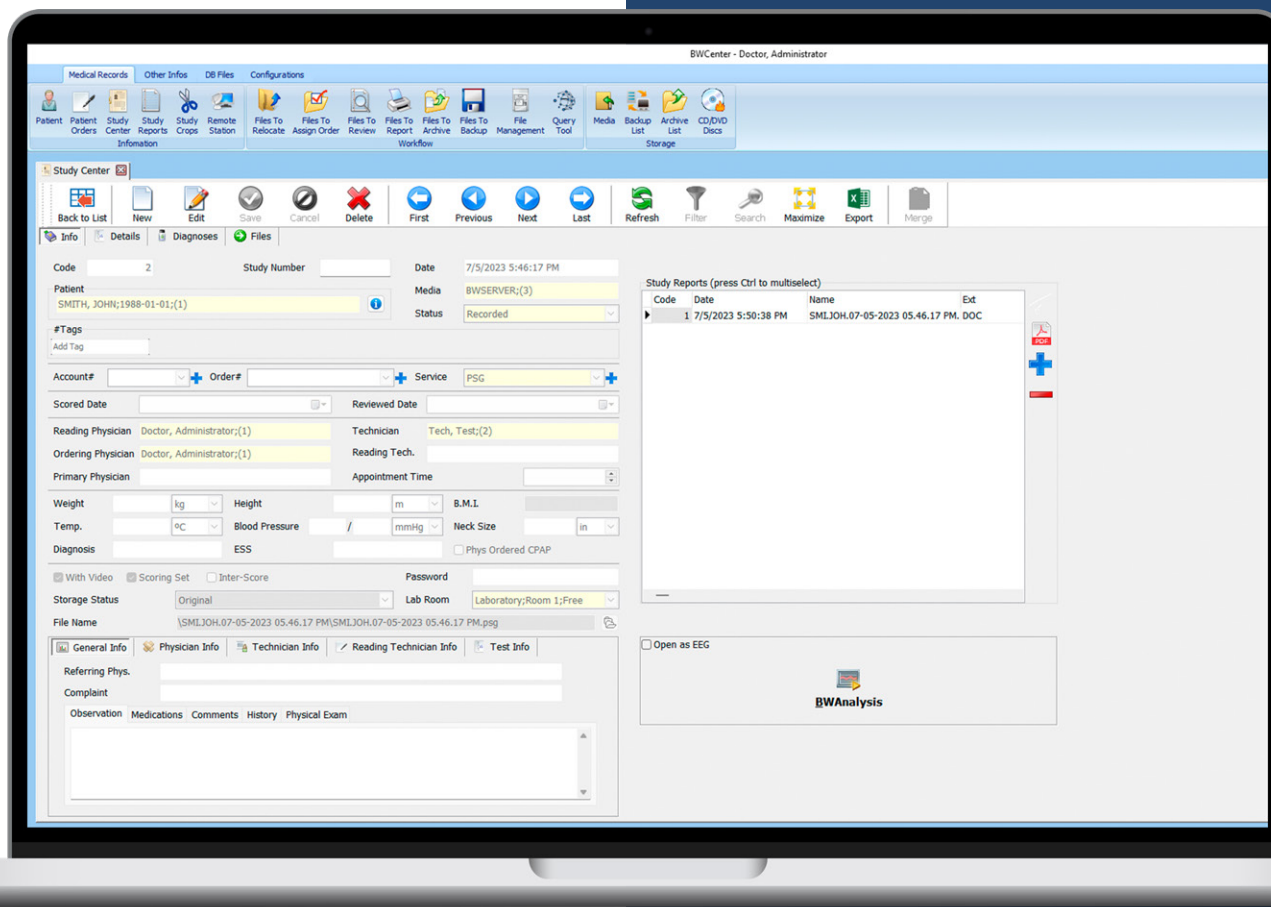 BWCenter - Doctor, Administrator
Medical Records Other Infos DB Files Configurations
Patient Patient Orders Study Center Study Reports Study Crops Remote Station Files To Relocate Files To Assign Order Files To Review Files To Report Files To Archive Files To Backup File Management Query Tool Media Backup List Archive List CD/DVD Discs
Infomation Workflow Storage
Study Center
Back to List New Edit Save Cancel Delete First Previous Next Last Refresh Filter Search Maximize Export Merge
Info Details Diagnoses Files
Code 2 Study Number Date 7/5/2023 5:46:17 PM
Patient Media BWSERVER;(3)
SMITH, JOHN;1988-01-01;(1)
Status Recorded
#Tags
Add Tag
Account# Order# Service PSG
Scored Date Reviewed Date
Reading Physician Doctor, Administrator;(1) Technician Tech, Test;(2)
Ordering Physician Doctor, Administrator;(1) Reading Tech.
Primary Physician Appointment Time
Weight kg Height m B.M.I.
Temp. ºC Blood Pressure / mmHg Neck Size in
Diagnosis ESS Phys Ordered CPAP
With Video Scoring Set Inter-Score Password
Storage Status Original Lab Room Laboratory;Room 1;Free
File Name \SMI.JOH.07-05-2023 05.46.17 PM\SMI.JOH.07-05-2023 05.46.17 PM.psg
General Info Physician Info Technician Info Reading Technician Info Test Info
Referring Phys.
Complaint
Observation Medications Comments History Physical Exam
Study Reports (press Ctrl to multiselect)
Code Date Name Ext
1 7/5/2023 5:50:38 PM SMI.JOH.07-05-2023 05.46.17 PM. DOC
PDF
Open as EEG
BWAnalysis